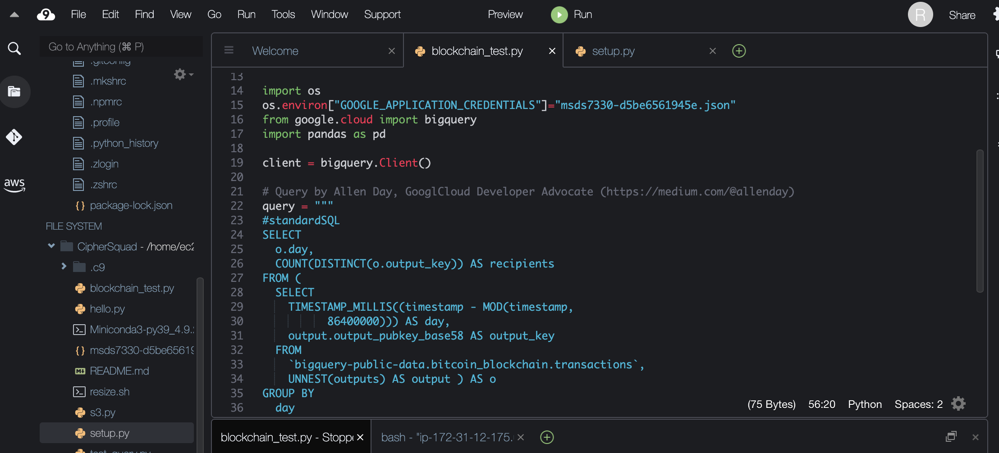 9 File Edit Find View Go Run Tools Window Support Preview Run R Share
Go to Anything (⌘ P)
.gitconfig
.mkshrc
.npmrc
.profile
.python_history
.zlogin
.zshrc
package-lock.json
FILE SYSTEM
CipherSquad - /home/ec2
.c9
blockchain_test.py
hello.py
Miniconda3-py39_4.9.
msds7330-d5be65619
README.md
resize.sh
s3.py
setup.py
test_query.py
aws
Welcome blockchain_test.py setup.py
13
14 import os
15 os.environ["GOOGLE_APPLICATION_CREDENTIALS"]="msds7330-d5be6561945e.json"
16 from google.cloud import bigquery
17 import pandas as pd
18
19 client = bigquery.Client()
20
21 # Query by Allen Day, GooglCloud Developer Advocate (https://medium.com/@allenday)
22 query = """
23 #standardSQL
24 SELECT
25 o.day,
26 COUNT(DISTINCT(o.output_key)) AS recipients
27 FROM (
28 SELECT
29 TIMESTAMP_MILLIS((timestamp - MOD(timestamp,
30 86400000))) AS day,
31 output.output_pubkey_base58 AS output_key
32 FROM
33 `bigquery-public-data.bitcoin_blockchain.transactions`,
34 UNNEST(outputs) AS output ) AS o
35 GROUP BY
36 day
(75 Bytes) 56:20 Python Spaces: 2
blockchain_test.py - Stoppe bash - "ip-172-31-12-175.